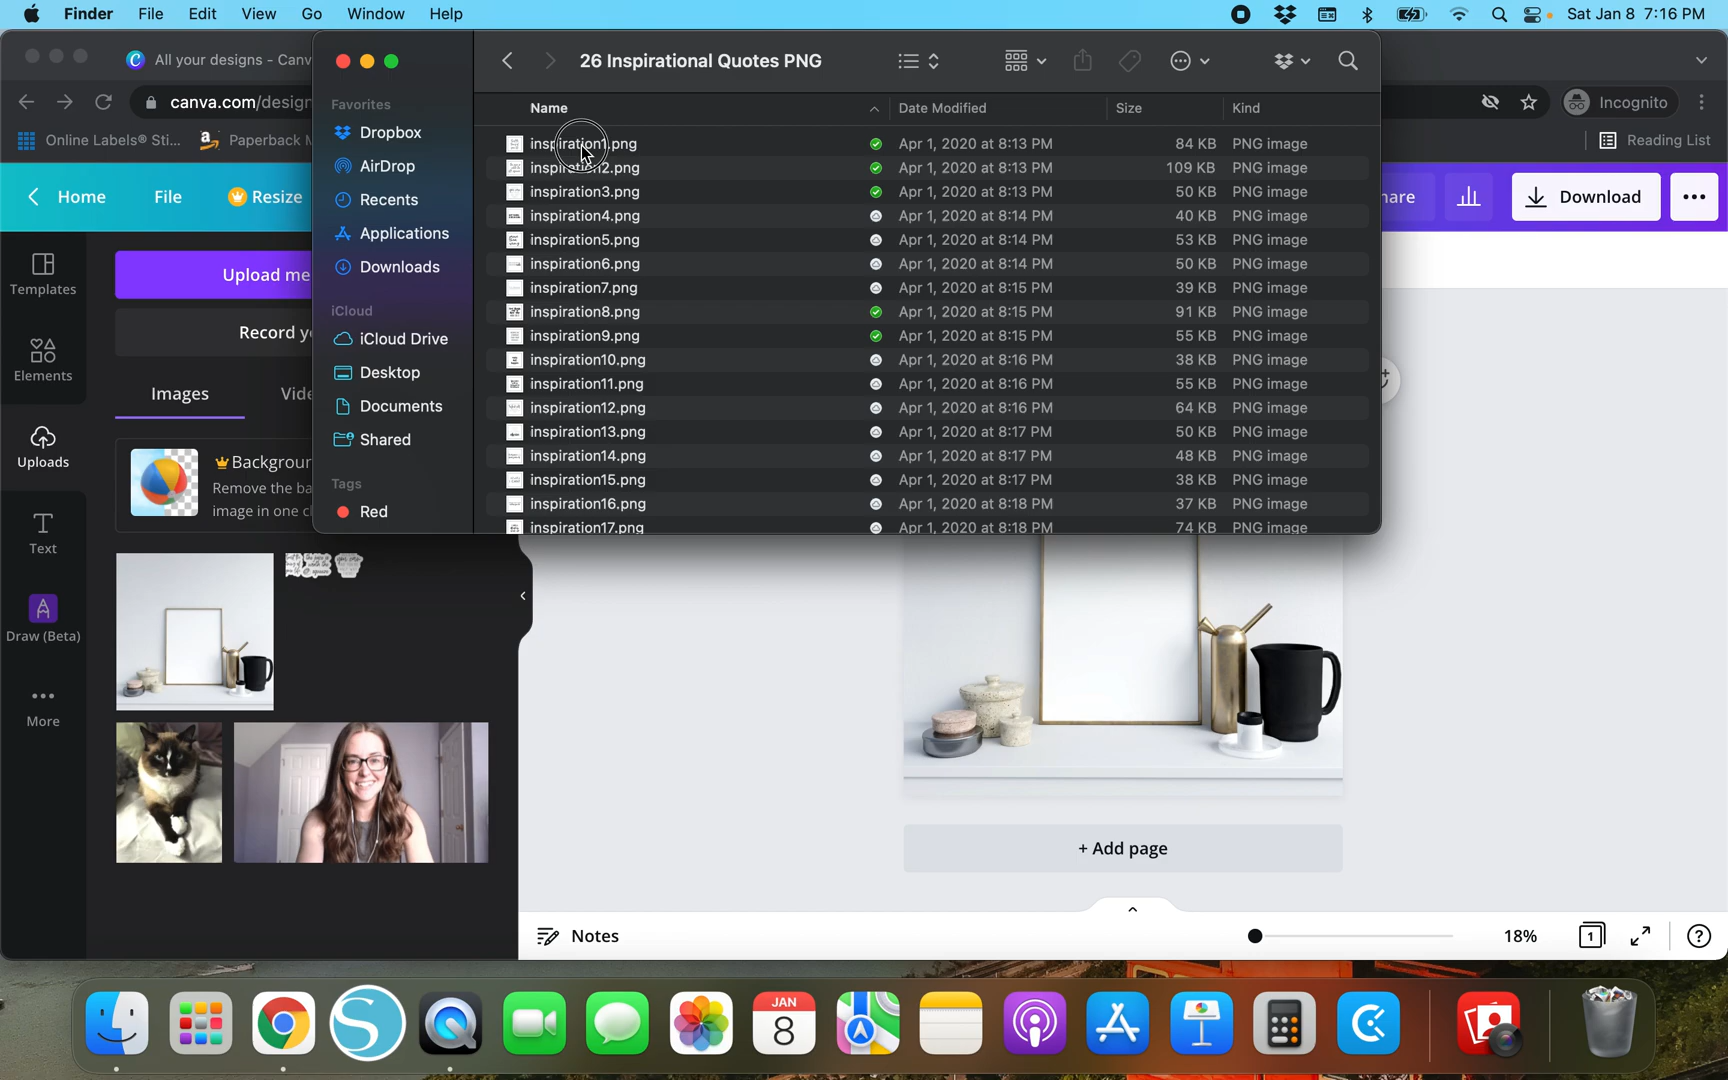 Finder File Edit View Go Window Help Sat Jan 8 7:16 PM
All your designs - Canv
26 Inspirational Quotes PNG
canva.com/design
Incognito
Online Labels® Sti... Paperback Reading List
Home File Resize
are Download
Favorites
Dropbox
AirDrop
Recents
Applications
Downloads
iCloud
iCloud Drive
Desktop
Documents
Shared
Tags
Red
Name Date Modified Size Kind
inspiration1.png Apr 1, 2020 at 8:13 PM 84 KB PNG image
inspiration2.png Apr 1, 2020 at 8:13 PM 109 KB PNG image
inspiration3.png Apr 1, 2020 at 8:13 PM 50 KB PNG image
inspiration4.png Apr 1, 2020 at 8:14 PM 40 KB PNG image
inspiration5.png Apr 1, 2020 at 8:14 PM 53 KB PNG image
inspiration6.png Apr 1, 2020 at 8:14 PM 50 KB PNG image
inspiration7.png Apr 1, 2020 at 8:15 PM 39 KB PNG image
inspiration8.png Apr 1, 2020 at 8:15 PM 91 KB PNG image
inspiration9.png Apr 1, 2020 at 8:15 PM 55 KB PNG image
inspiration10.png Apr 1, 2020 at 8:16 PM 38 KB PNG image
inspiration11.png Apr 1, 2020 at 8:16 PM 55 KB PNG image
inspiration12.png Apr 1, 2020 at 8:16 PM 64 KB PNG image
inspiration13.png Apr 1, 2020 at 8:17 PM 50 KB PNG image
inspiration14.png Apr 1, 2020 at 8:17 PM 48 KB PNG image
inspiration15.png Apr 1, 2020 at 8:17 PM 38 KB PNG image
inspiration16.png Apr 1, 2020 at 8:18 PM 37 KB PNG image
inspiration17.png Apr 1, 2020 at 8:18 PM 74 KB PNG image
Templates
Elements
Uploads
Text
Draw (Beta)
More
Upload me
Record y
Images Vide
Backgroun
Remove the ba
image in one cl
+ Add page
Notes 18% 1
JAN
8